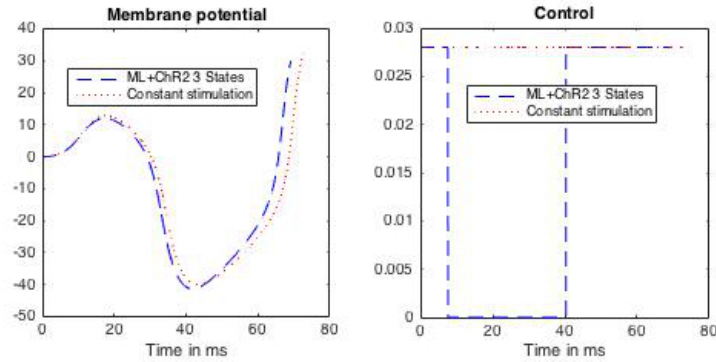 Membrane potential
40
30
20
10
0
-10
-20
-30
-40
-50
ML+ChR2 3 States
Constant stimulation
0 20 40 60 80
Time in ms
Control
0.03
0.025
0.02
0.015
0.01
0.005
0
ML+ChR2 3 States
Constant stimulation
0 20 40 60 80
Time in ms